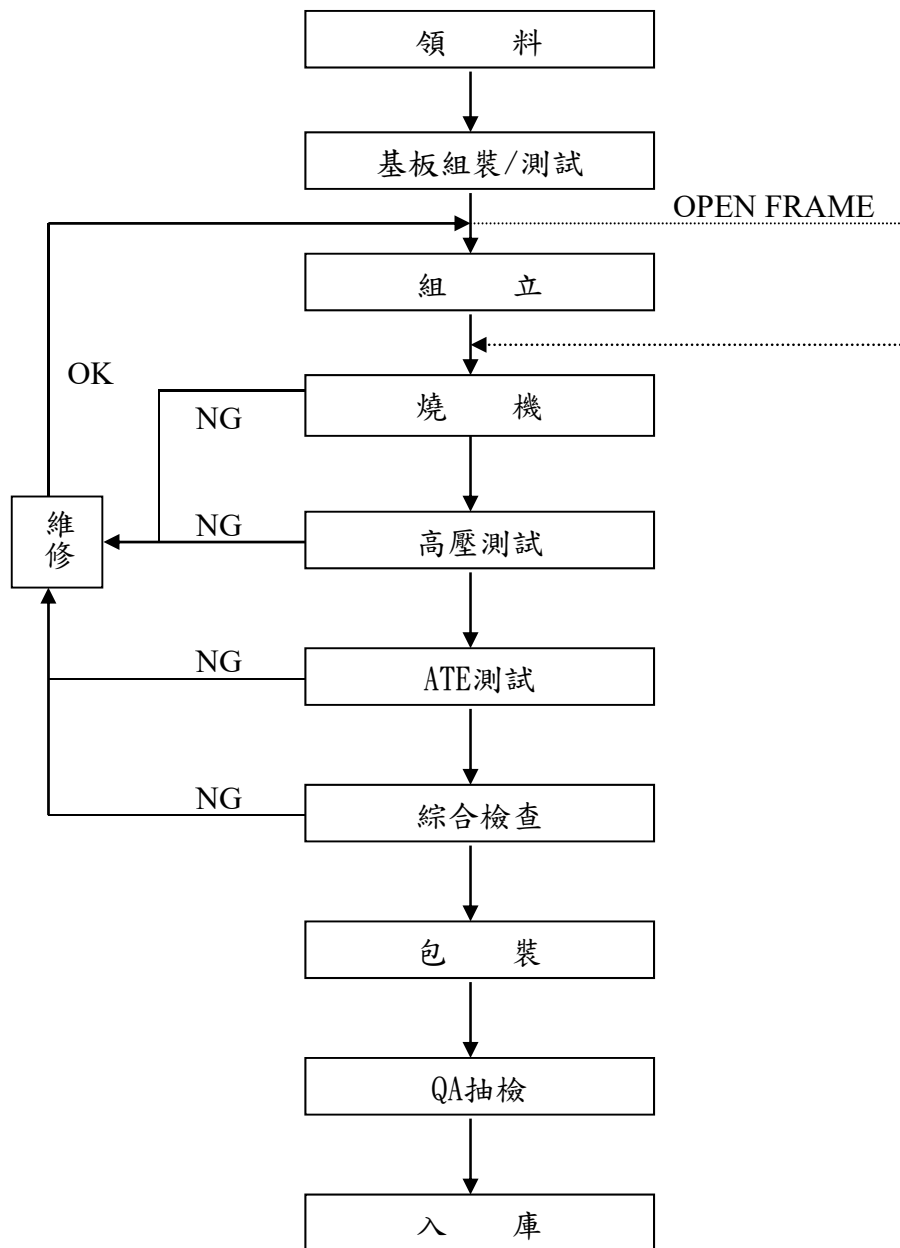 領 料
基板組裝/測試
OPEN FRAME
組 立
OK
燒 機
NG
維修
NG
高壓測試
NG
ATE測試
NG
綜合檢查
包 裝
QA抽檢
入 庫